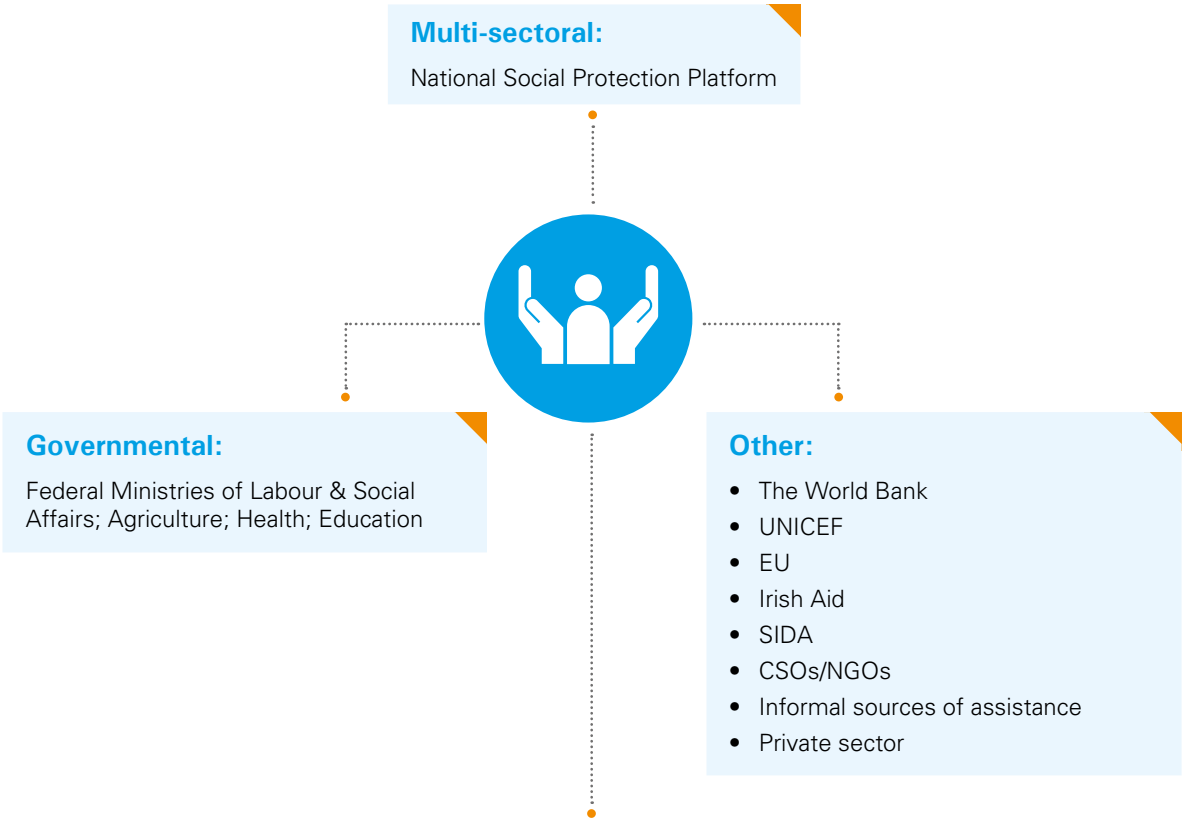 Multi-sectoral:
National Social Protection Platform
Governmental:
Federal Ministries of Labour & Social
Affairs; Agriculture; Health; Education
Other:
• The World Bank
• UNICEF
• EU
• Irish Aid
• SIDA
• CSOs/NGOs
• Informal sources of assistance
• Private sector